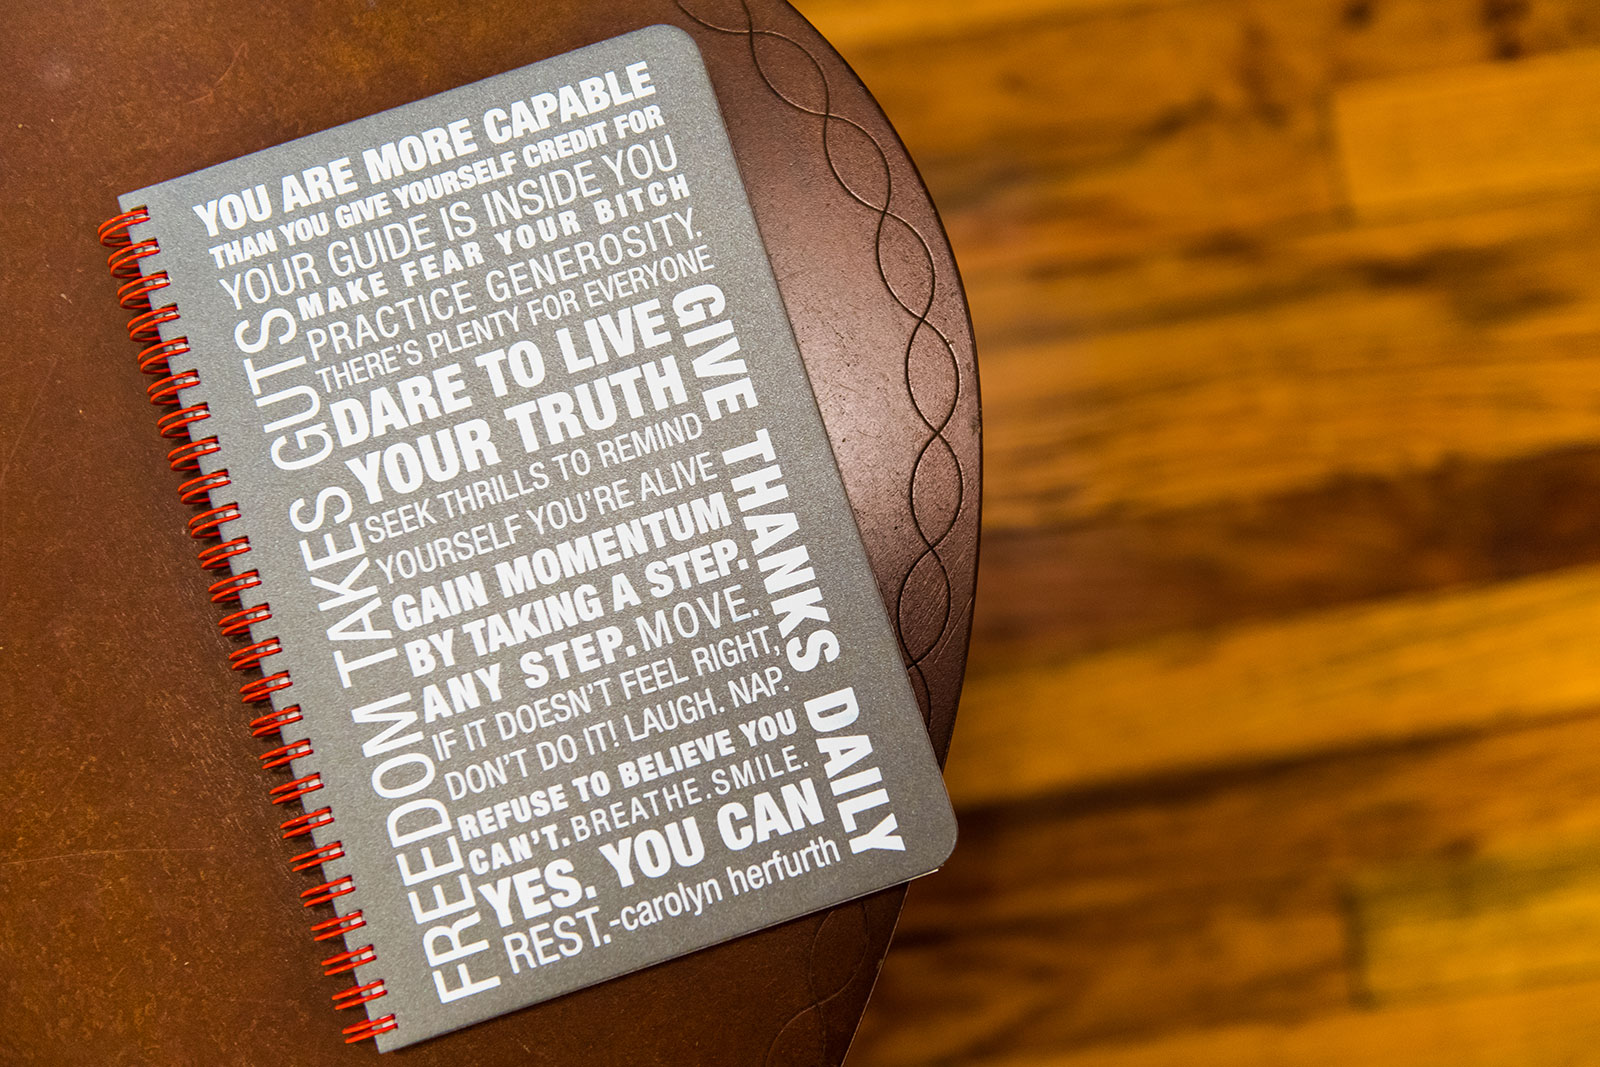 YOU ARE MORE CAPABLE
THAN YOU GIVE YOURSELF CREDIT FOR
YOUR GUIDE IS INSIDE YOU
MAKE FEAR YOUR BITCH
PRACTICE GENEROSITY.
THERE'S PLENTY FOR EVERYONE
DARE TO LIVE
YOUR TRUTH
SEEK THRILLS TO REMIND
YOURSELF YOU'RE ALIVE
GAIN MOMENTUM
BY TAKING A STEP.
ANY STEP. MOVE.
IF IT DOESN'T FEEL RIGHT,
DON'T DO IT! LAUGH. NAP.
REFUSE TO BELIEVE YOU
CAN'T. BREATHE. SMILE.
YES. YOU CAN
REST.-carolyn herfurth
FREEDOM TAKES GUTS
GIVE THANKS DAILY